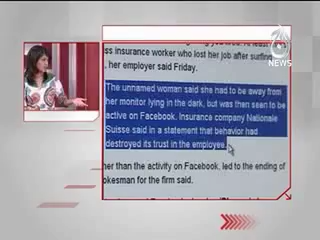 NEWS
ss insurance worker who lost her job after surfin
, her employer said Friday.
The unnamed woman said she had to be away from
her monitor lying in the dark, but was then seen to be
active on Facebook. Insurance company Nationale
Suisse said in a statement that behavior had
destroyed its trust in the employee.
her than the activity on Facebook, led to the ending of
okesman for the firm said.